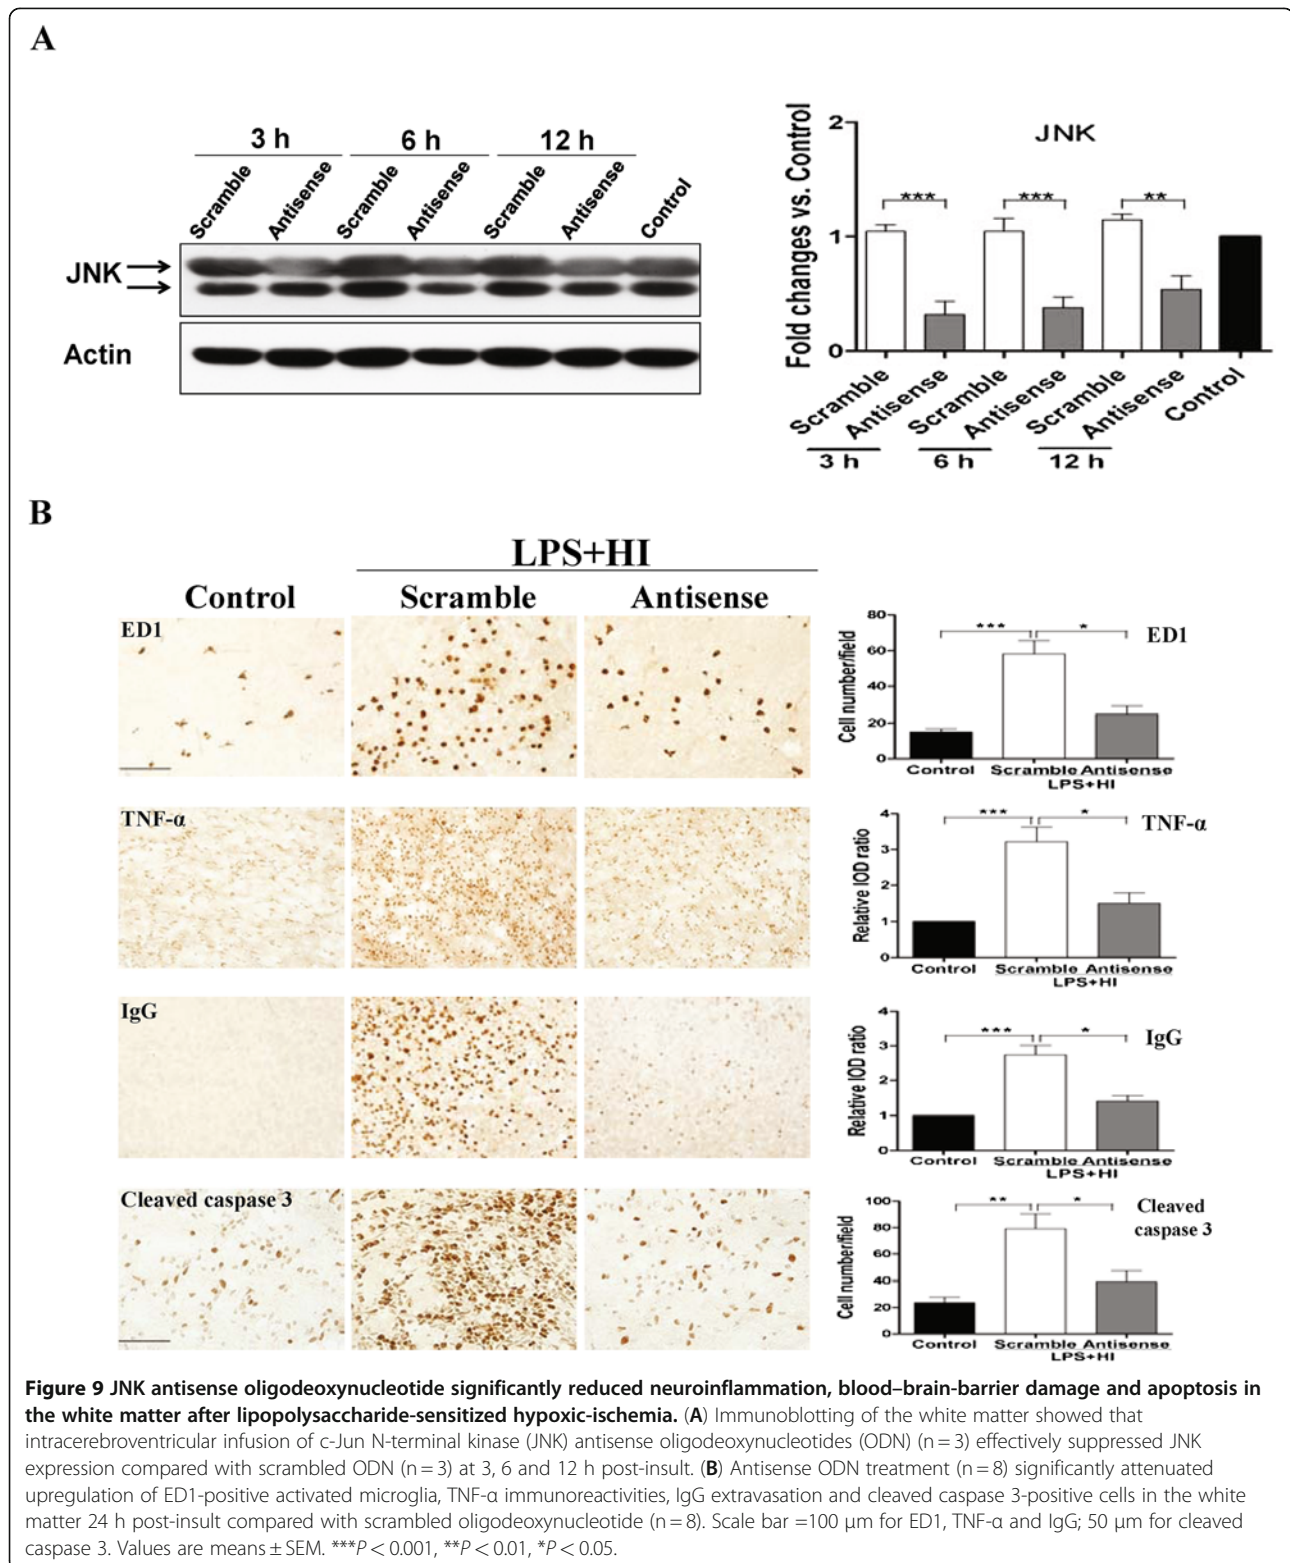 A
3 h 6 h 12 h
Scramble Antisense Scramble Antisense Scramble Antisense Control
JNK
Actin
Fold changes vs. Control
2
1
0
JNK
*** *** **
Scramble Antisense Scramble Antisense Scramble Antisense Control
3 h 6 h 12 h
B
LPS+HI
Control Scramble Antisense
ED1
Cell number/field
80
60
40
20
0
*** *
ED1
Control Scramble Antisense
LPS+HI
TNF-α
Relative IOD ratio
4
3
2
1
0
*** *
TNF-α
Control Scramble Antisense
LPS+HI
IgG
Relative IOD ratio
4
3
2
1
0
*** *
IgG
Control Scramble Antisense
LPS+HI
Cleaved caspase 3
Cell number/field
100
80
60
40
20
0
** *
Cleaved
caspase 3
Control Scramble Antisense
LPS+HI
Figure 9 JNK antisense oligodeoxynucleotide significantly reduced neuroinflammation, blood–brain-barrier damage and apoptosis in
the white matter after lipopolysaccharide-sensitized hypoxic-ischemia. (A) Immunoblotting of the white matter showed that
intracerebroventricular infusion of c-Jun N-terminal kinase (JNK) antisense oligodeoxynucleotides (ODN) (n = 3) effectively suppressed JNK
expression compared with scrambled ODN (n = 3) at 3, 6 and 12 h post-insult. (B) Antisense ODN treatment (n = 8) significantly attenuated
upregulation of ED1-positive activated microglia, TNF-α immunoreactivities, IgG extravasation and cleaved caspase 3-positive cells in the white
matter 24 h post-insult compared with scrambled oligodeoxynucleotide (n = 8). Scale bar =100 μm for ED1, TNF-α and IgG; 50 μm for cleaved
caspase 3. Values are means ± SEM. ***P < 0.001, **P < 0.01, *P < 0.05.